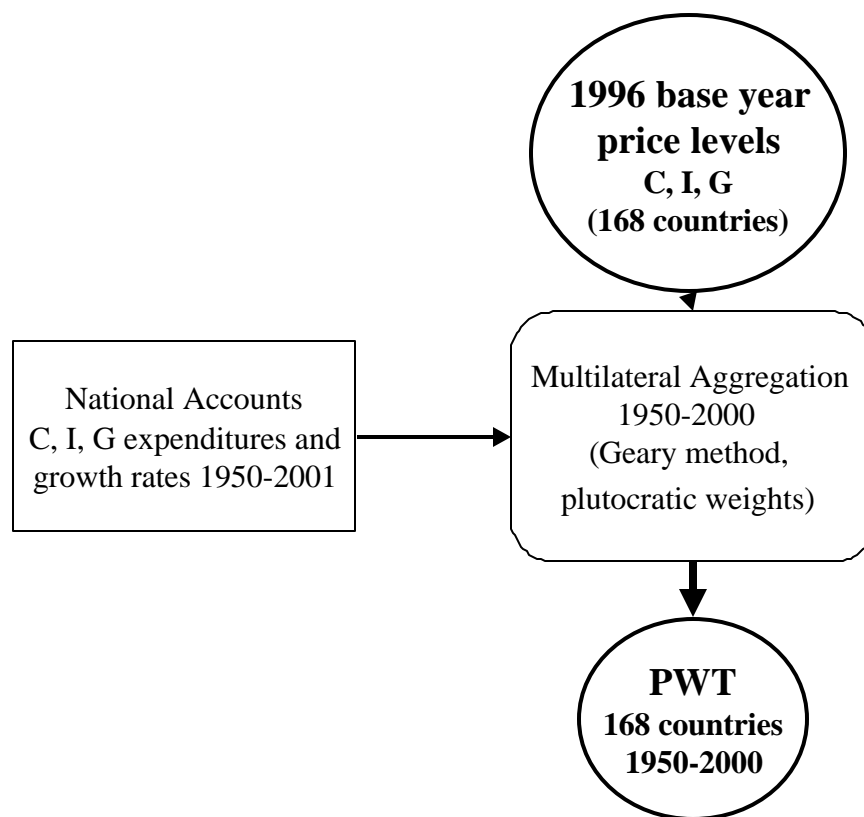 1996 base year
price levels
C, I, G
(168 countries)
National Accounts
C, I, G expenditures and
growth rates 1950-2001
Multilateral Aggregation
1950-2000
(Geary method,
plutocratic weights)
PWT
168 countries
1950-2000